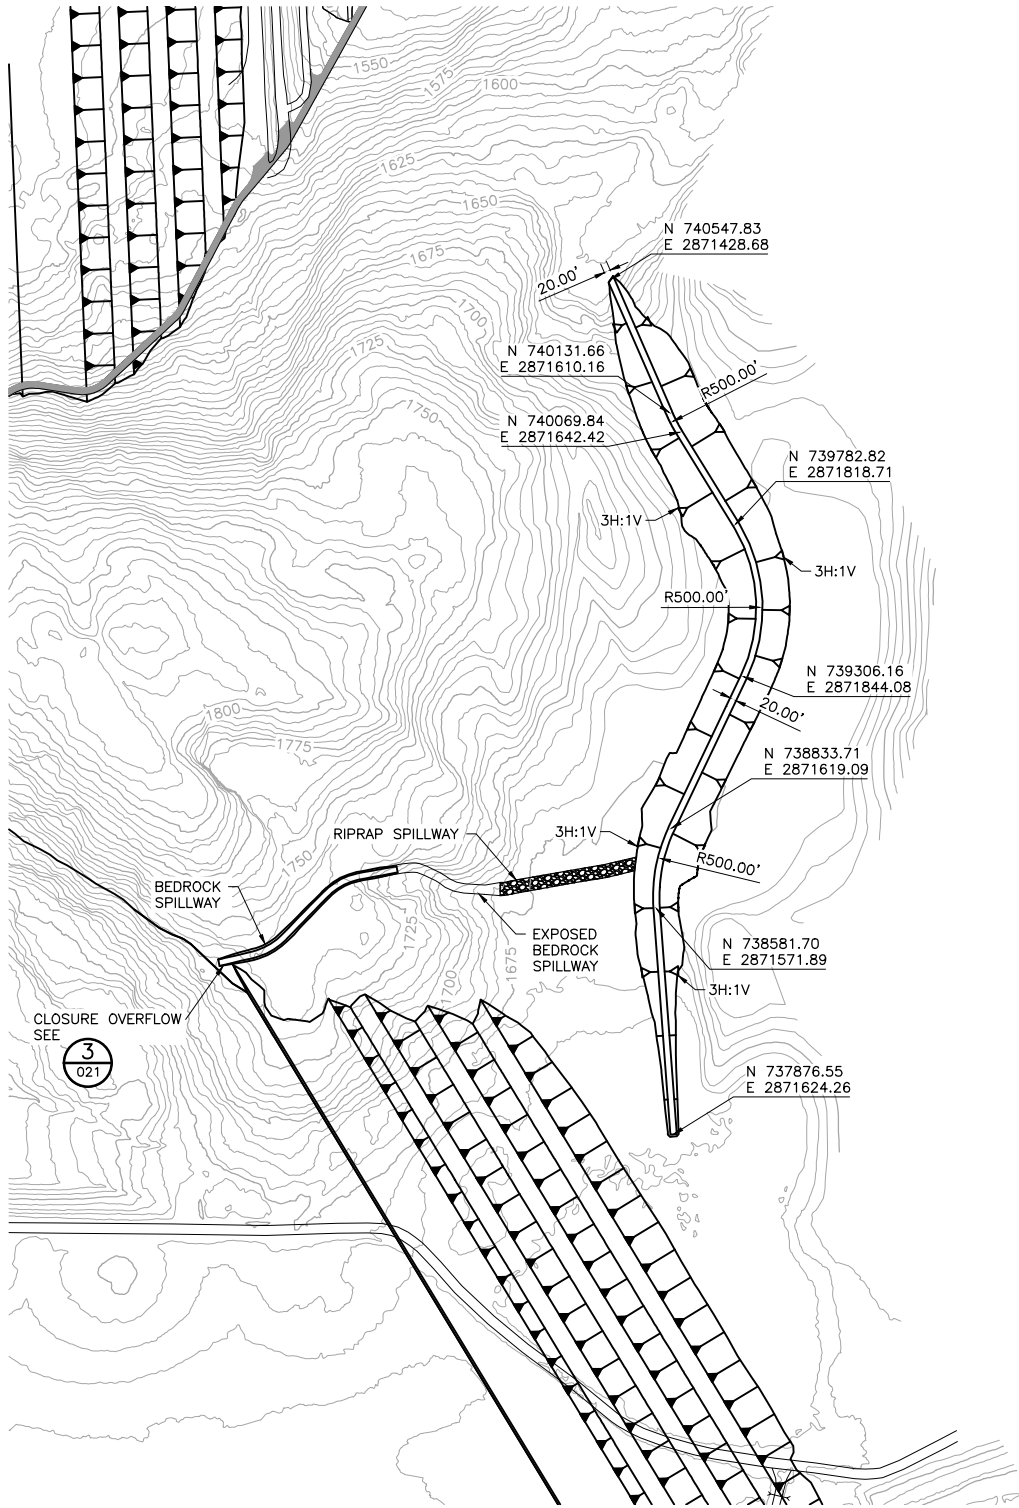 1550
1575
1600
1625
1650
1675
1700
1725
1750
N 740547.83
E 2871428.68
20.00'
N 740131.66
E 2871610.16
R500.00'
N 740069.84
E 2871642.42
N 739782.82
E 2871818.71
3H:1V
3H:1V
R500.00'
N 739306.16
E 2871844.08
20.00'
1800
1775
N 738833.71
E 2871619.09
RIPRAP SPILLWAY
3H:1V
R500.00'
1750
BEDROCK
SPILLWAY
1725
1675
1700
EXPOSED
BEDROCK
SPILLWAY
N 738581.70
E 2871571.89
3H:1V
CLOSURE OVERFLOW
SEE
3
021
N 737876.55
E 2871624.26